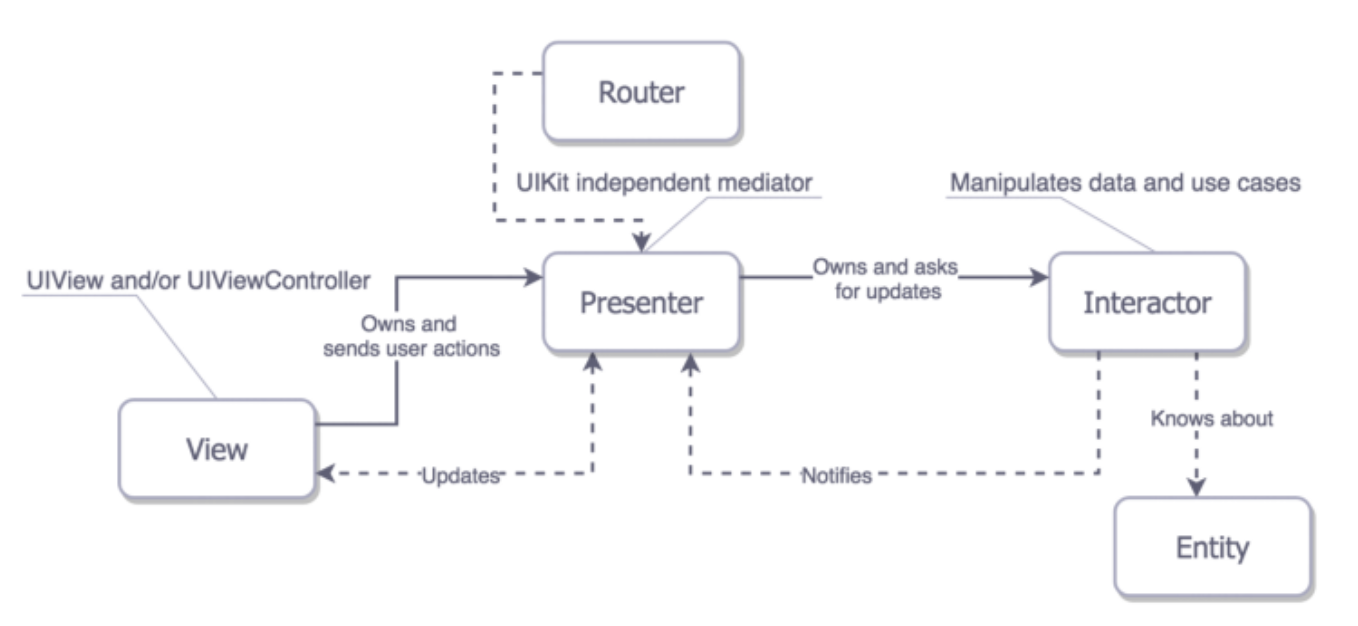 Router
UIKit independent mediator
Manipulates data and use cases
UIView and/or UIViewController
Owns and
sends user actions
Presenter
Owns and asks
for updates
Interactor
View
Updates
Notifies
Knows about
Entity